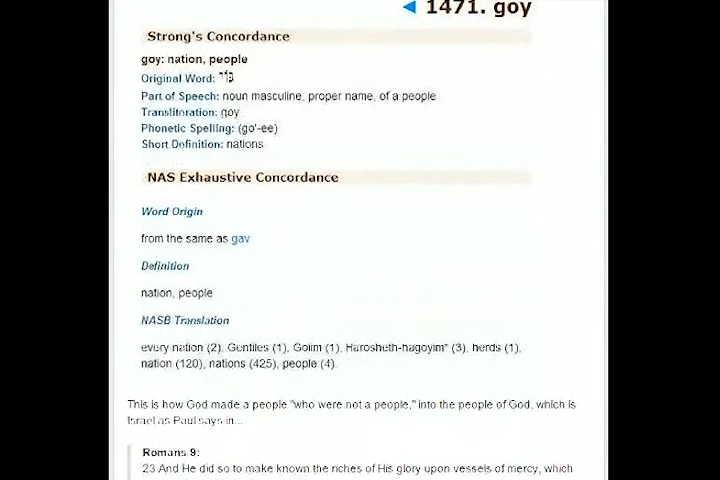 ◄ 1471. goy
Strong's Concordance
goy: nation, people
Original Word: גּוֹי
Part of Speech: noun masculine; proper name, of a people
Transliteration: goy
Phonetic Spelling: (go'-ee)
Short Definition: nations
NAS Exhaustive Concordance
Word Origin
from the same as gav
Definition
nation, people
NASB Translation
every nation (2), Gentiles (1), Goiim (1), Harosheth-hagoyim* (3), herds (1),
nation (120), nations (425), people (4).
This is how God made a people "who were not a people," into the people of God, which is
Israel as Paul says in...
Romans 9:
23 And He did so to make known the riches of His glory upon vessels of mercy, which